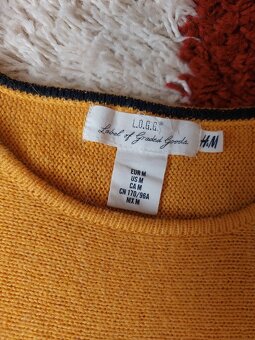 L.O.G.G.
Label of Graded Goods
H&M
EUR M
US M
CA M
CN 170/96A
MX M